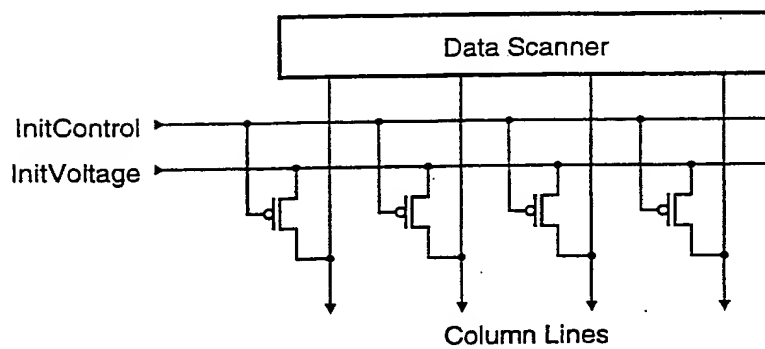 Data Scanner
InitControl
InitVoltage
Column Lines